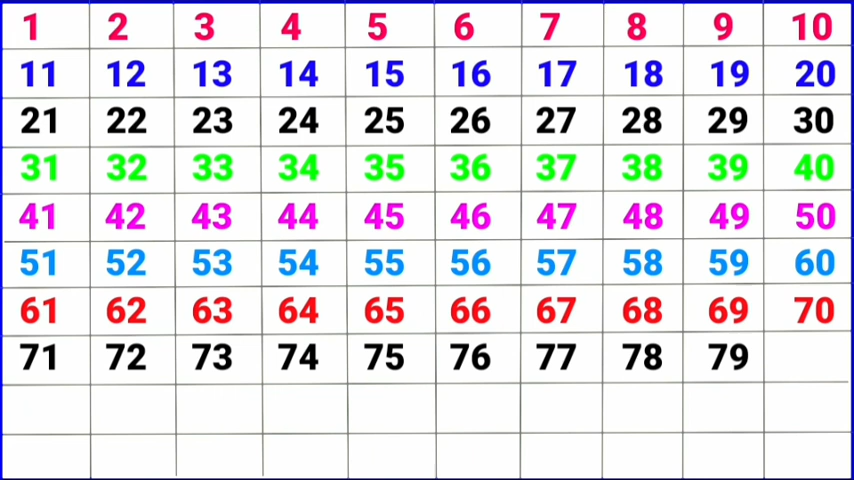 1 2 3 4 5 6 7 8 9 10
11 12 13 14 15 16 17 18 19 20
21 22 23 24 25 26 27 28 29 30
31 32 33 34 35 36 37 38 39 40
41 42 43 44 45 46 47 48 49 50
51 52 53 54 55 56 57 58 59 60
61 62 63 64 65 66 67 68 69 70
71 72 73 74 75 76 77 78 79